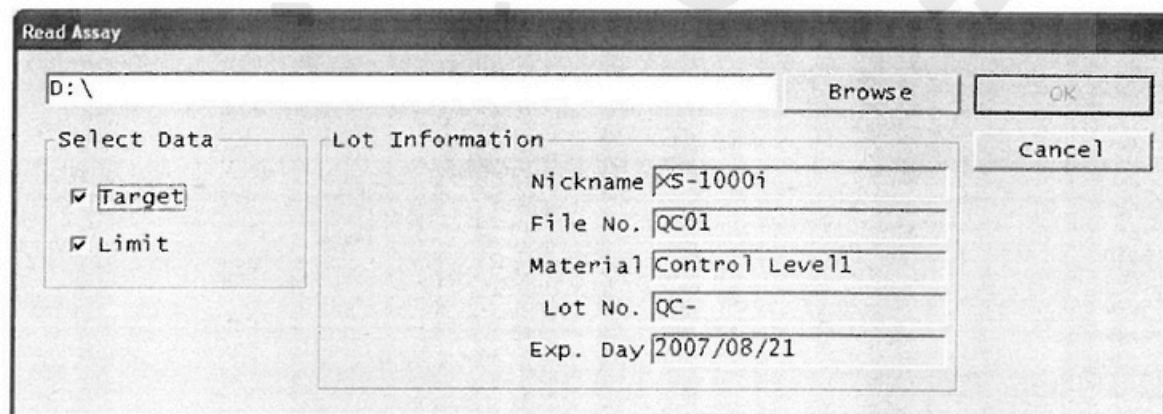 Read Assay
D:\
Browse
OK
Select Data
Lot Information
Cancel
Target
Limit
Nickname XS-1000i
File No. QC01
Material Control Level1
Lot No. QC-
Exp. Day 2007/08/21